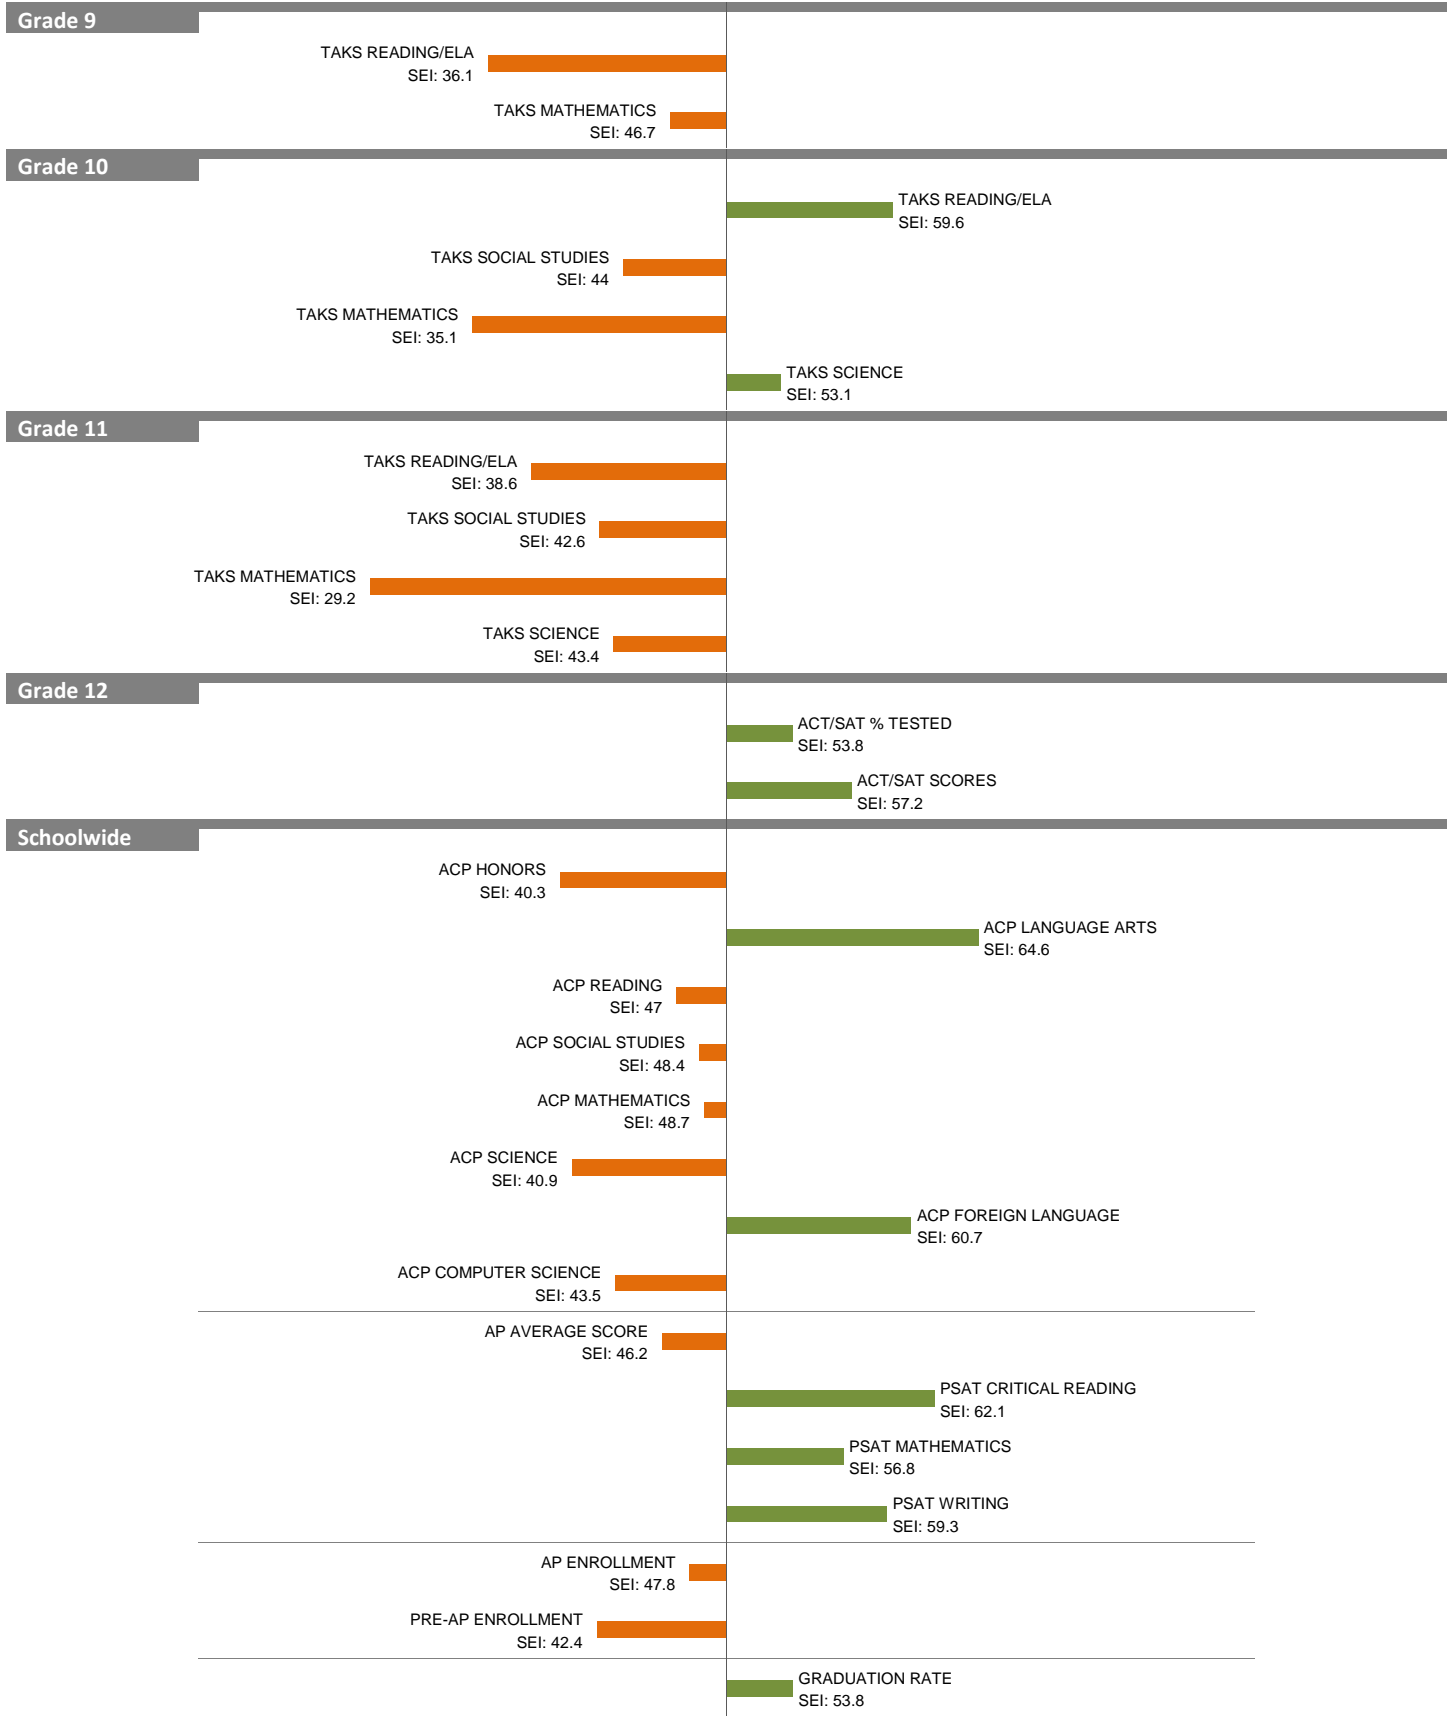 Grade 9
TAKS READING/ELA
SEI: 36.1
TAKS MATHEMATICS
SEI: 46.7
Grade 10
TAKS READING/ELA
SEI: 59.6
TAKS SOCIAL STUDIES
SEI: 44
TAKS MATHEMATICS
SEI: 35.1
TAKS SCIENCE
SEI: 53.1
Grade 11
TAKS READING/ELA
SEI: 38.6
TAKS SOCIAL STUDIES
SEI: 42.6
TAKS MATHEMATICS
SEI: 29.2
TAKS SCIENCE
SEI: 43.4
Grade 12
ACT/SAT % TESTED
SEI: 53.8
ACT/SAT SCORES
SEI: 57.2
Schoolwide
ACP HONORS
SEI: 40.3
ACP LANGUAGE ARTS
SEI: 64.6
ACP READING
SEI: 47
ACP SOCIAL STUDIES
SEI: 48.4
ACP MATHEMATICS
SEI: 48.7
ACP SCIENCE
SEI: 40.9
ACP FOREIGN LANGUAGE
SEI: 60.7
ACP COMPUTER SCIENCE
SEI: 43.5
AP AVERAGE SCORE
SEI: 46.2
PSAT CRITICAL READING
SEI: 62.1
PSAT MATHEMATICS
SEI: 56.8
PSAT WRITING
SEI: 59.3
AP ENROLLMENT
SEI: 47.8
PRE-AP ENROLLMENT
SEI: 42.4
GRADUATION RATE
SEI: 53.8